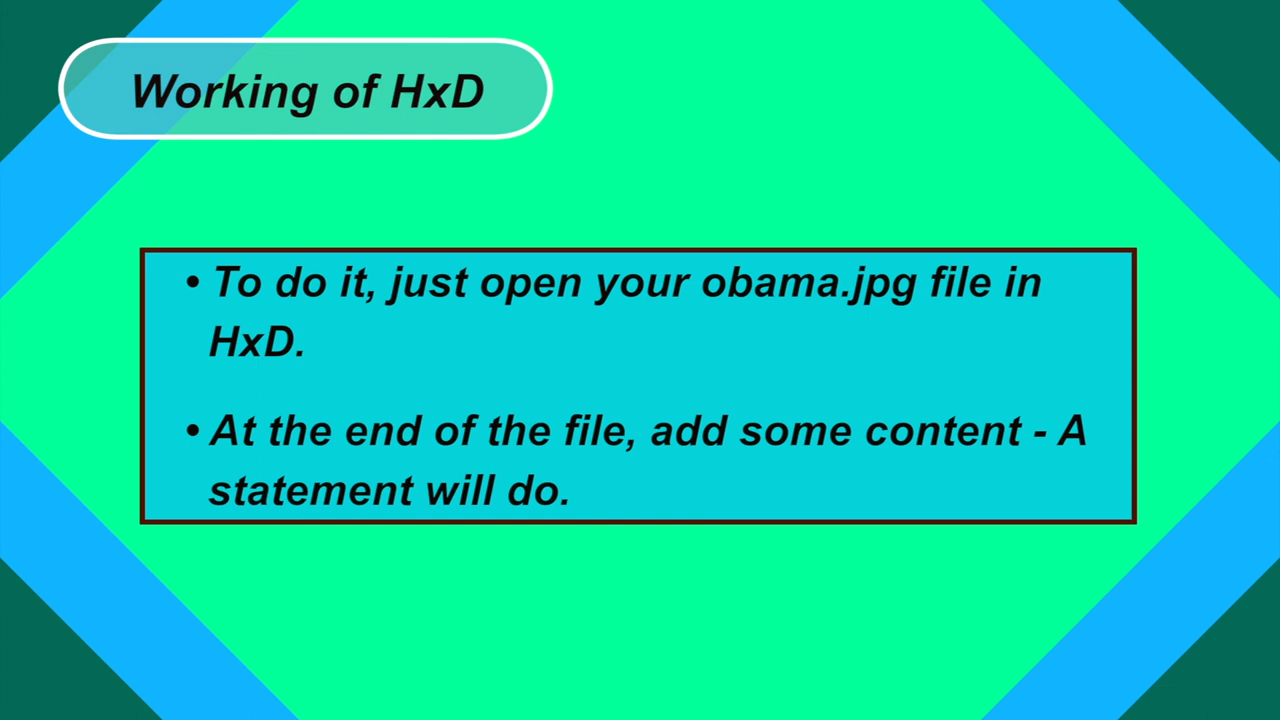 Working of HxD
• To do it, just open your obama.jpg file in
HxD.
• At the end of the file, add some content - A
statement will do.